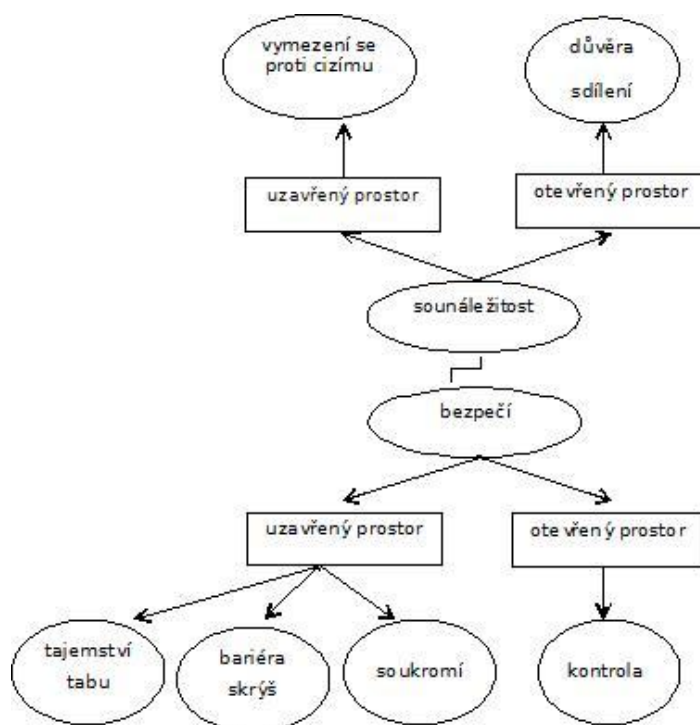 vymezení se
proti cizímu
důvěra
sdílení
uzavřený prostor
otevřený prostor
sounáležitost
bezpečí
uzavřený prostor
otevřený prostor
tajemství
tabu
bariéra
skrýš
soukromí
kontrola